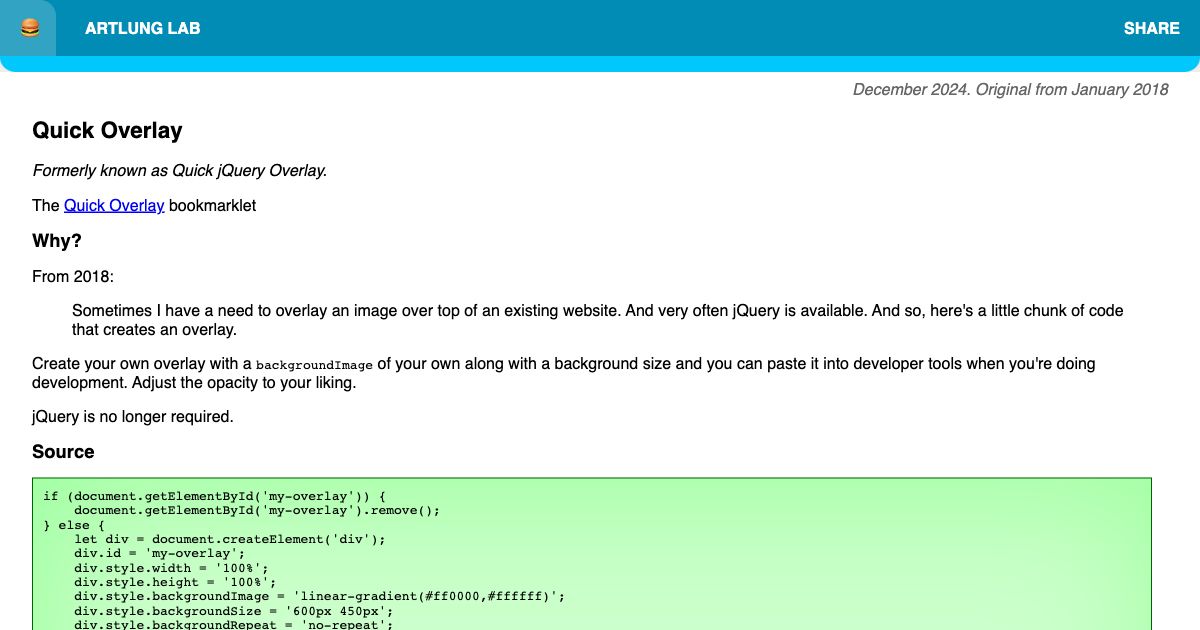 ARTLUNG LAB
SHARE
December 2024. Original from January 2018
Quick Overlay
Formerly known as Quick jQuery Overlay.
The Quick Overlay bookmarklet
Why?
From 2018:
Sometimes I have a need to overlay an image over top of an existing website. And very often jQuery is available. And so, here's a little chunk of code
that creates an overlay.
Create your own overlay with a backgroundImage of your own along with a background size and you can paste it into developer tools when you're doing
development. Adjust the opacity to your liking.
jQuery is no longer required.
Source
if (document.getElementById('my-overlay')) {
    document.getElementById('my-overlay').remove();
} else {
    let div = document.createElement('div');
    div.id = 'my-overlay';
    div.style.width = '100%';
    div.style.height = '100%';
    div.style.backgroundImage = 'linear-gradient(#ff0000,#ffffff)';
    div.style.backgroundSize = '600px 450px';
    div.style.backgroundRepeat = 'no-repeat';